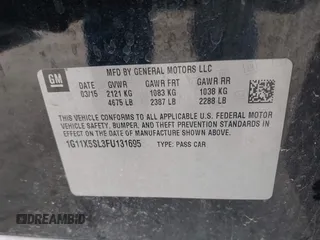 GM
MFD BY GENERAL MOTORS LLC
DATE GVWR GAWR FRT GAWR RR
03/15 2121 KG 1083 KG 1038 KG
4675 LB 2387 LB 2288 LB
THIS VEHICLE CONFORMS TO ALL APPLICABLE U.S. FEDERAL MOTOR
VEHICLE SAFETY, BUMPER, AND THEFT PREVENTION STANDARDS IN
EFFECT ON THE DATE OF MANUFACTURE SHOWN ABOVE.
1G11X5SL3FU131695 TYPE: PASS CAR
DREAMBID